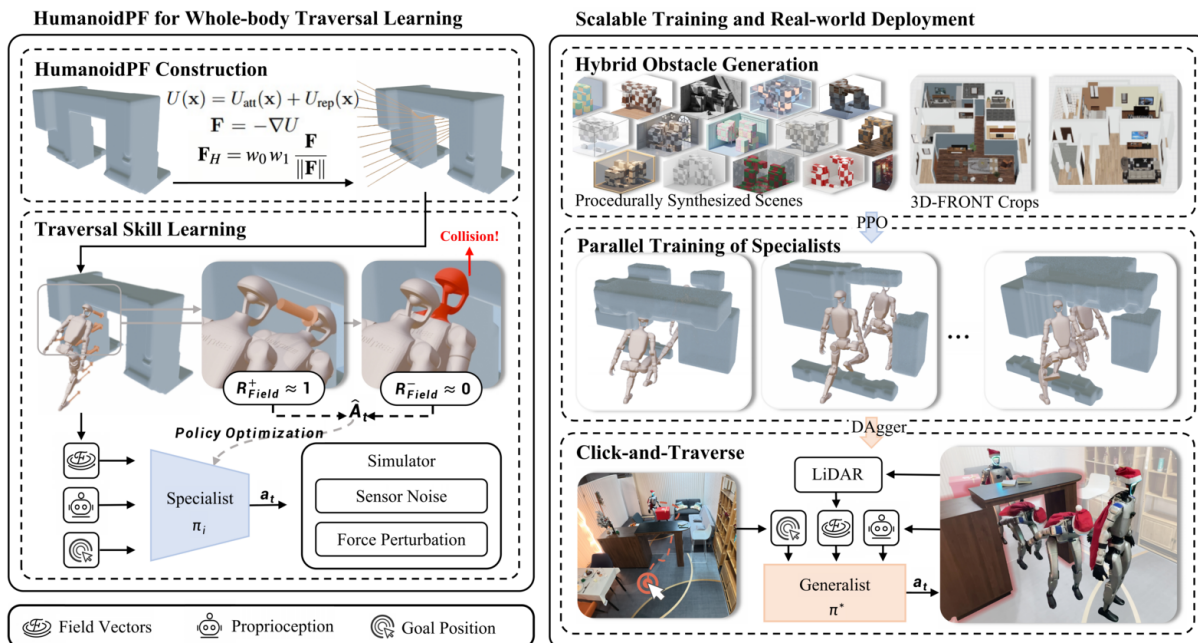 HumanoidPF for Whole-body Traversal Learning
HumanoidPF Construction
U(x) = U_att(x) + U_rep(x)
F = −∇U
F_H = w_0 w_1 F / ‖F‖
Traversal Skill Learning
Collision!
R^+_Field ≈ 1
R^-_Field ≈ 0
Â_t
Policy Optimization
Specialist
π_i
a_t
Simulator
Sensor Noise
Force Perturbation
Field Vectors
Proprioception
Goal Position
Scalable Training and Real-world Deployment
Hybrid Obstacle Generation
Procedurally Synthesized Scenes
3D-FRONT Crops
PPO
Parallel Training of Specialists
...
DAgger
Click-and-Traverse
LiDAR
Generalist
π*
a_t